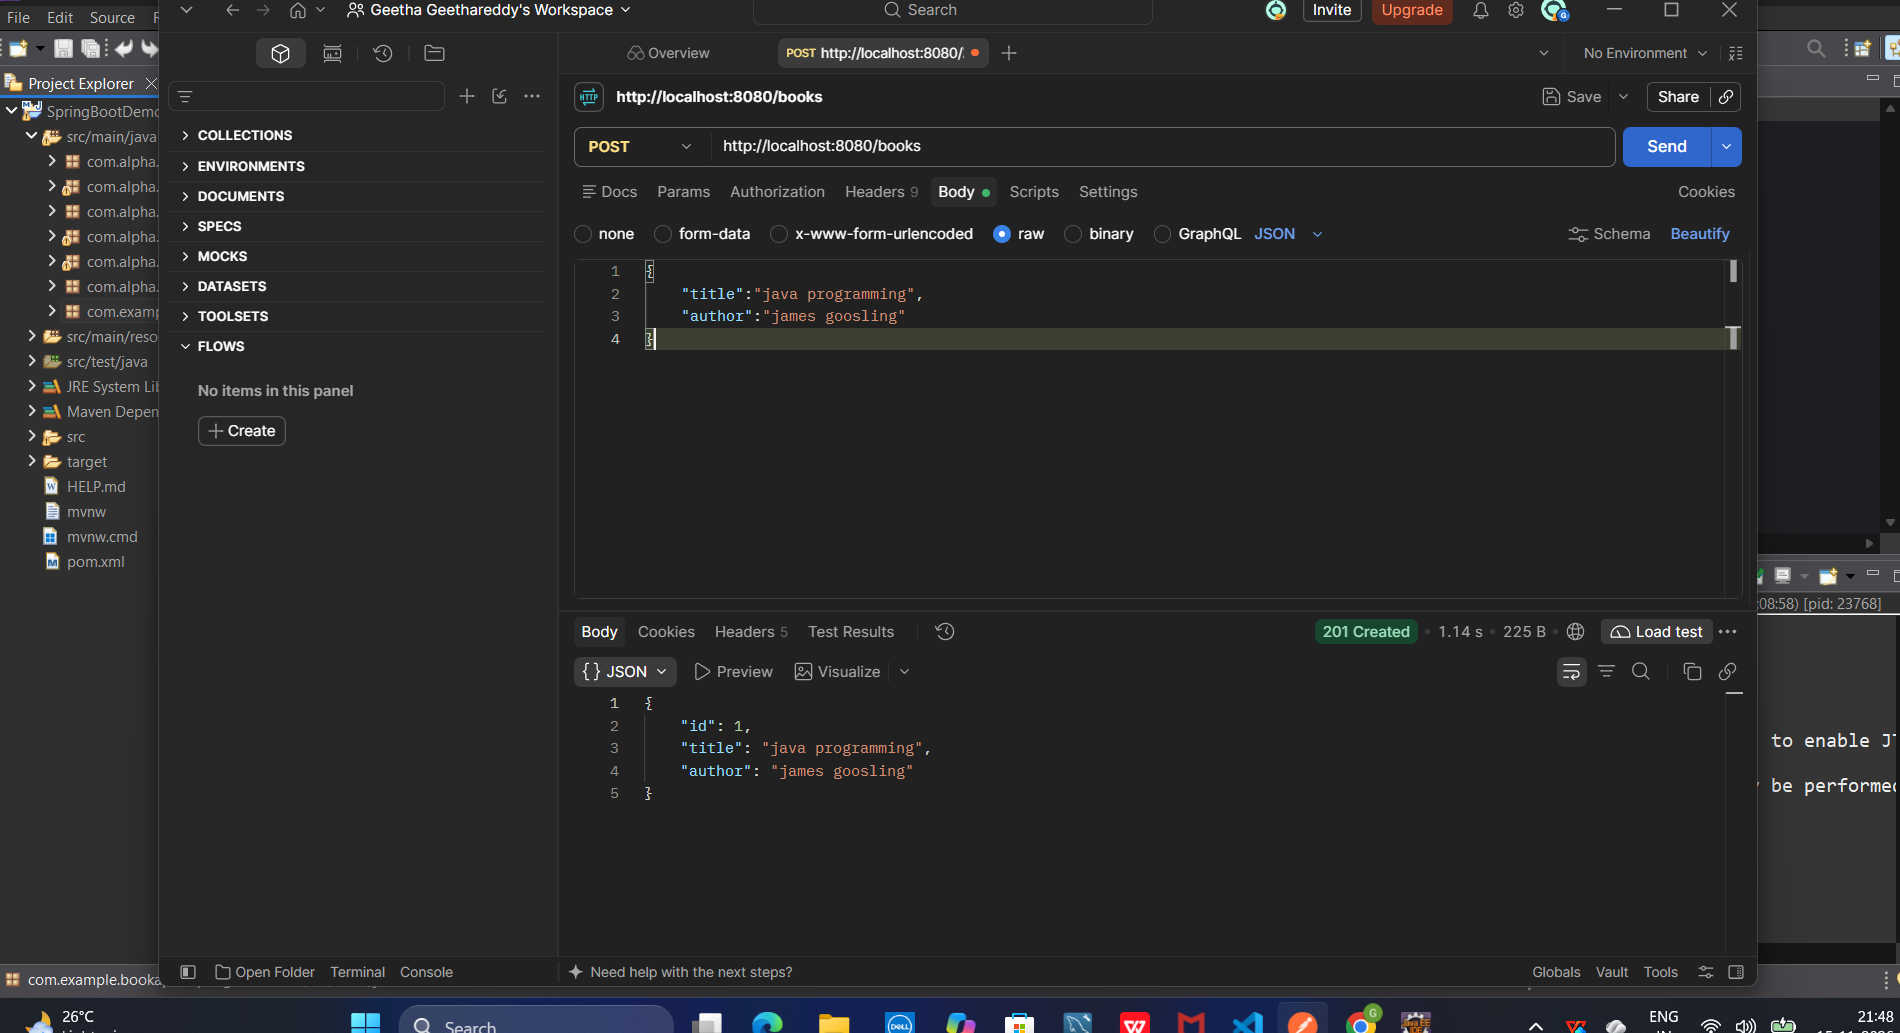 File Edit Source
Geetha Geethareddy's Workspace
Search
Invite
Upgrade
Project Explorer
SpringBootDemo
src/main/java
com.alpha.
com.alpha.
com.alpha.
com.alpha.
com.alpha.
com.alpha.
com.examp
src/main/reso
src/test/java
JRE System Lib
Maven Depen
src
target
HELP.md
mvnw
mvnw.cmd
pom.xml
COLLECTIONS
ENVIRONMENTS
DOCUMENTS
SPECS
MOCKS
DATASETS
TOOLSETS
FLOWS
No items in this panel
Create
Overview
POST http://localhost:8080/
No Environment
HTTP http://localhost:8080/books
Save
Share
POST http://localhost:8080/books
Send
Docs Params Authorization Headers 9 Body Scripts Settings
Cookies
none form-data x-www-form-urlencoded raw binary GraphQL JSON
Schema Beautify
1 {
2 "title":"java programming",
3 "author":"james goosling"
4 }
Body Cookies Headers 5 Test Results
201 Created 1.14 s 225 B
Load test
{} JSON Preview Visualize
1 {
2 "id": 1,
3 "title": "java programming",
4 "author": "james goosling"
5 }
:08:58) [pid: 23768]
to enable
be performed
Open Folder Terminal Console
Need help with the next steps?
Globals Vault Tools
com.example.booka
26°C
Search
DELL
ENG
21:48